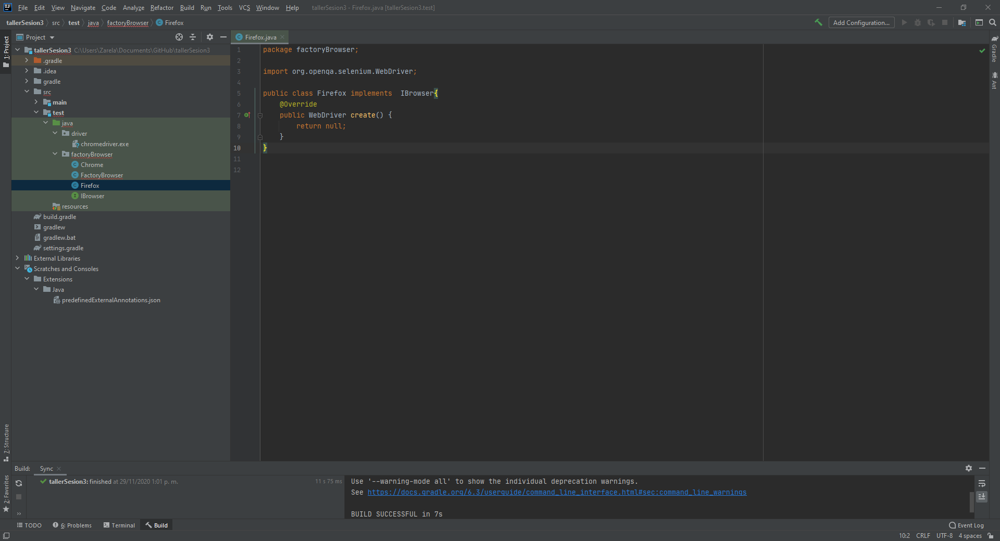 File Edit View Navigate Code Analyze Refactor Build Run Tools VCS Window Help tallerSesion3 - Firefox.java [tallerSesion3.test]
tallerSesion3 src test java factoryBrowser Firefox Add Configuration...
Project
Firefox.java
1: Project
tallerSesion3 C:\Users\Zarela\Documents\GitHub\tallerSesion3
.gradle
.idea
gradle
src
main
test
java
driver
chromedriver.exe
factoryBrowser
Chrome
FactoryBrowser
Firefox
IBrowser
resources
build.gradle
gradlew
gradlew.bat
settings.gradle
External Libraries
Scratches and Consoles
Extensions
Java
predefinedExternalAnnotations.json
7: Structure
2: Favorites
1 package factoryBrowser;
2
3 import org.openqa.selenium.WebDriver;
4
5 public class Firefox implements  IBrowser{
6 @Override
7 public WebDriver create() {
8 return null;
9 }
10 }
11
12
Gradle
Ant
Build: Sync
tallerSesion3: finished at 29/11/2020 1:01 p. m. 11 s 75 ms
Use '--warning-mode all' to show the individual deprecation warnings.
See https://docs.gradle.org/6.3/userguide/command_line_interface.html#sec:command_line_warnings
BUILD SUCCESSFUL in 7s
TODO 6: Problems Terminal Build Event Log
10:2 CRLF UTF-8 4 spaces